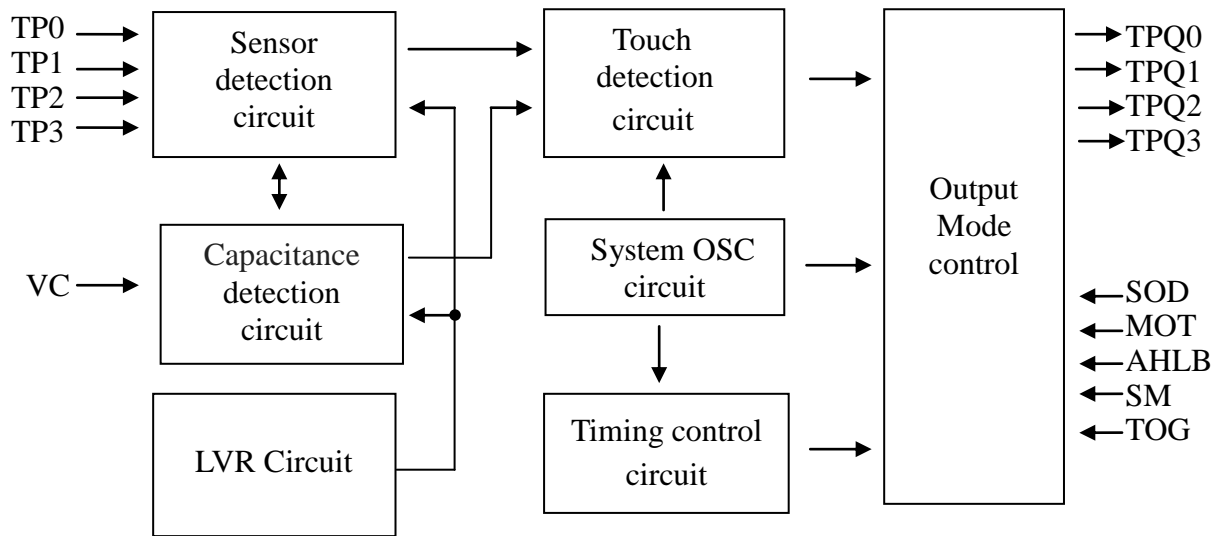 TP0
TP1
TP2
TP3
Sensor
detection
circuit
Touch
detection
circuit
TPQ0
TPQ1
TPQ2
TPQ3
VC
Capacitance
detection
circuit
System OSC
circuit
Output
Mode
control
SOD
MOT
AHLB
SM
TOG
LVR Circuit
Timing control
circuit